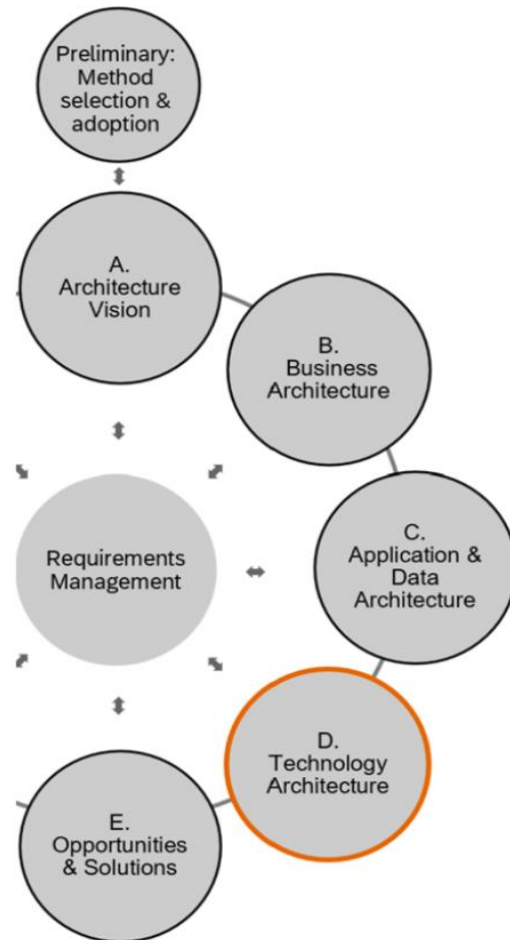 Preliminary:
Method
selection &
adoption
A.
Architecture
Vision
B.
Business
Architecture
C.
Application &
Data
Architecture
Requirements
Management
D.
Technology
Architecture
E.
Opportunities
& Solutions